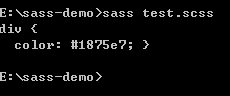 E:\sass-demo>sass test.scss
div {
  color: #1875e7; }

E:\sass-demo>